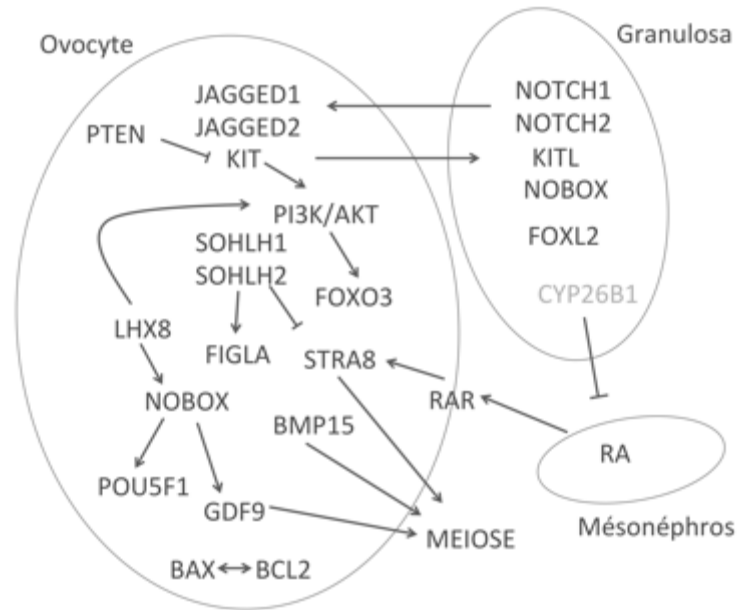 Ovocyte
Granulosa
JAGGED1
JAGGED2
PTEN
KIT
NOTCH1
NOTCH2
KITL
NOBOX
FOXL2
CYP26B1
PI3K/AKT
SOHLH1
SOHLH2
FOXO3
LHX8
FIGLA
STRA8
NOBOX
BMP15
RAR
RA
POU5F1
GDF9
MEIOSE
Mésonéphros
BAX
BCL2